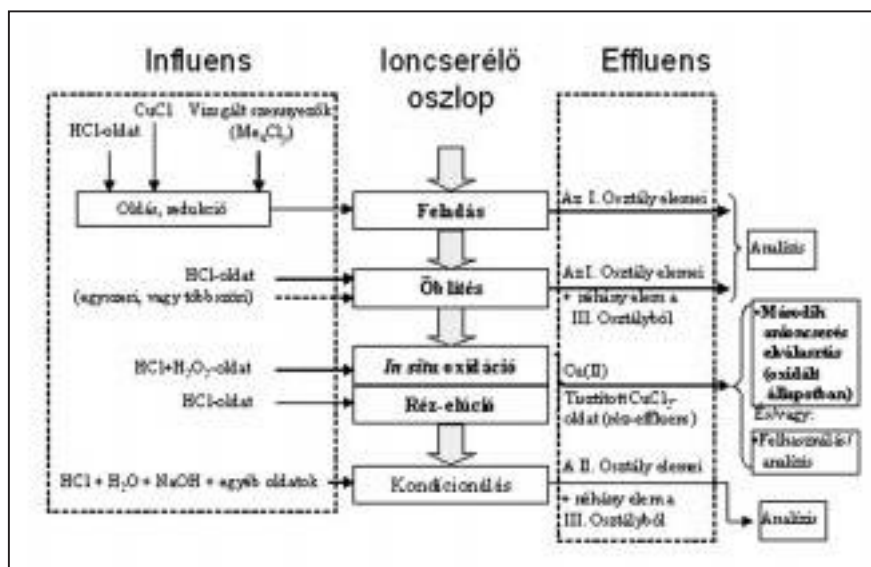 Influens
Ioncserélő
oszlop
Effluens
CuCl
Vizsgált szennyezők
HCl-oldat
(MexCly)
Oldás, redukció
Feladás
Az I. Osztály elemei
Analízis
HCl-oldat
(egyszeri, vagy többszöri)
Öblítés
Az I. Osztály elemei
+ néhány elem a
III. Osztályból
HCl+H2O2-oldat
In situ oxidáció
Cu(II)
HCl-oldat
Réz-elúció
Tisztított CuCl2-
oldat (réz-effluens)
•Második
anioncserés
elválasztás
(oxidált
állapotban)
És/vagy:
•Felhasználás/
analízis
HCl + H2O + NaOH + egyéb oldatok
Kondícionálás
A II. Osztály elemei
+ néhány elem a
III. Osztályból
Analízis